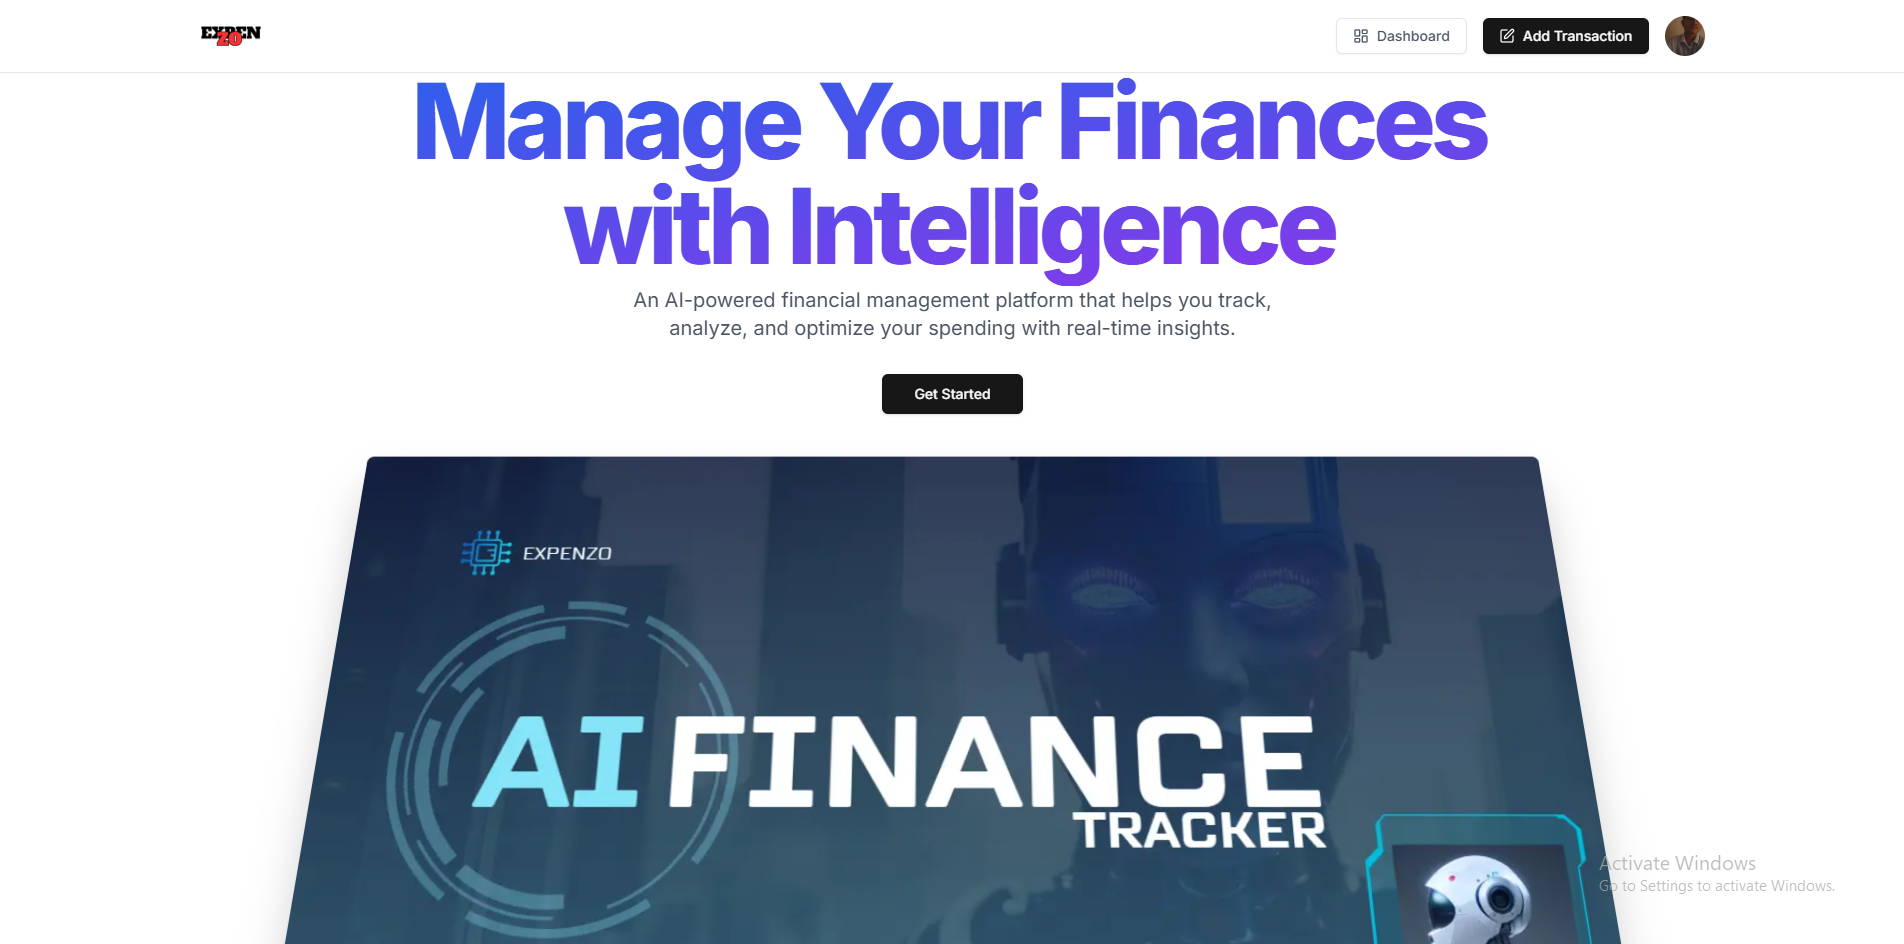 EXPEN
ZO
Dashboard
Add Transaction
Manage Your Finances
with Intelligence
An AI-powered financial management platform that helps you track,
analyze, and optimize your spending with real-time insights.
Get Started
EXPENZO
AI FINANCE
TRACKER
Activate Windows
Go to Settings to activate Windows.